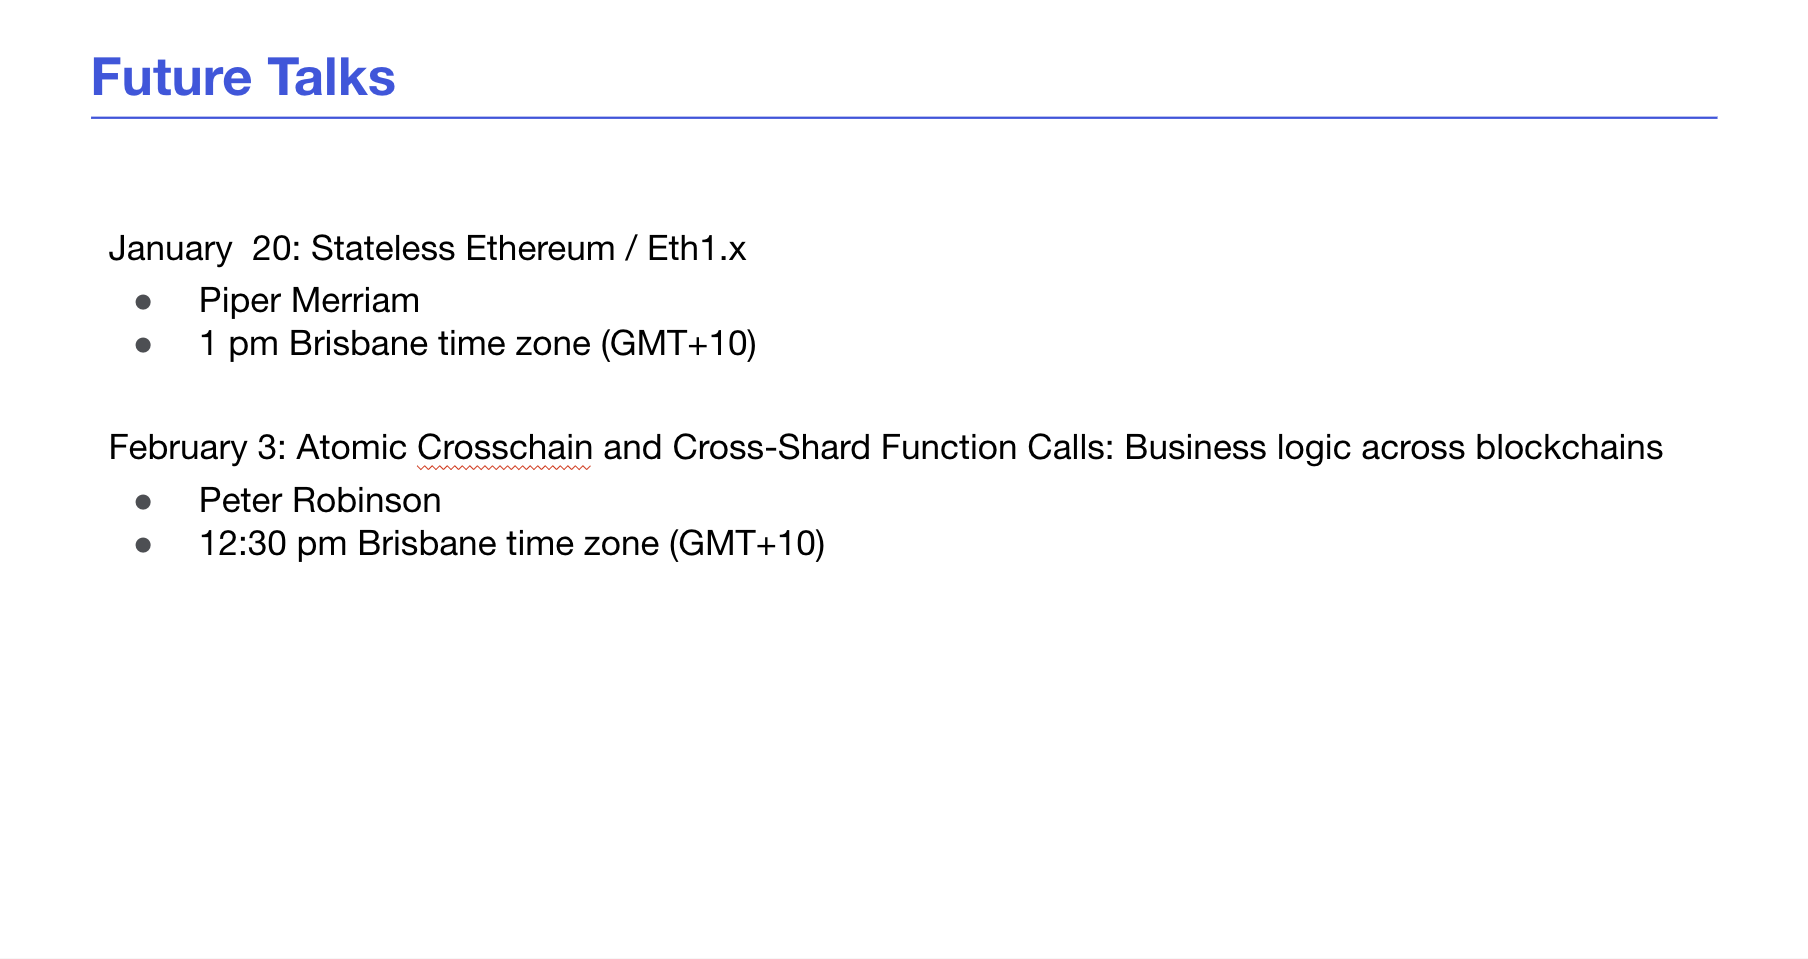 Future Talks
January  20: Stateless Ethereum / Eth1.x
● Piper Merriam
● 1 pm Brisbane time zone (GMT+10)
February 3: Atomic Crosschain and Cross-Shard Function Calls: Business logic across blockchains
● Peter Robinson
● 12:30 pm Brisbane time zone (GMT+10)